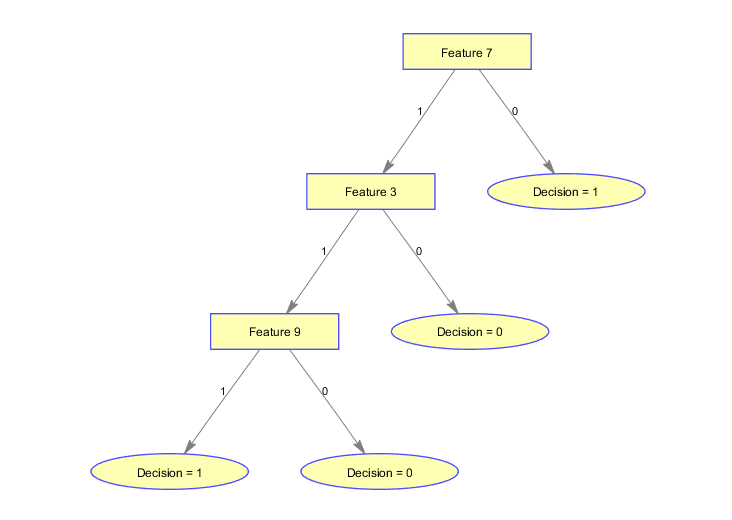 Feature 7
1
0
Feature 3
Decision = 1
1
0
Feature 9
Decision = 0
1
0
Decision = 1
Decision = 0